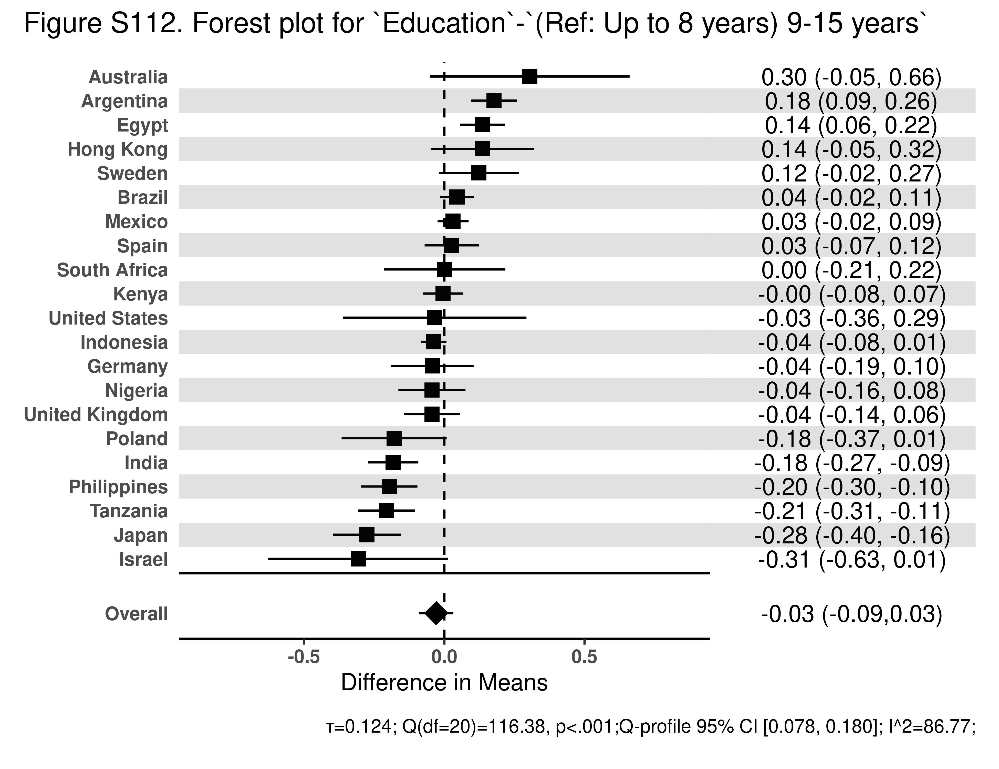 Figure S112. Forest plot for `Education`-`(Ref: Up to 8 years) 9-15 years`
Australia 0.30 (-0.05, 0.66)
Argentina 0.18 (0.09, 0.26)
Egypt 0.14 (0.06, 0.22)
Hong Kong 0.14 (-0.05, 0.32)
Sweden 0.12 (-0.02, 0.27)
Brazil 0.04 (-0.02, 0.11)
Mexico 0.03 (-0.02, 0.09)
Spain 0.03 (-0.07, 0.12)
South Africa 0.00 (-0.21, 0.22)
Kenya -0.00 (-0.08, 0.07)
United States -0.03 (-0.36, 0.29)
Indonesia -0.04 (-0.08, 0.01)
Germany -0.04 (-0.19, 0.10)
Nigeria -0.04 (-0.16, 0.08)
United Kingdom -0.04 (-0.14, 0.06)
Poland -0.18 (-0.37, 0.01)
India -0.18 (-0.27, -0.09)
Philippines -0.20 (-0.30, -0.10)
Tanzania -0.21 (-0.31, -0.11)
Japan -0.28 (-0.40, -0.16)
Israel -0.31 (-0.63, 0.01)
Overall -0.03 (-0.09,0.03)
-0.5 0.0 0.5
Difference in Means
τ=0.124; Q(df=20)=116.38, p<.001;Q-profile 95% CI [0.078, 0.180]; I^2=86.77;